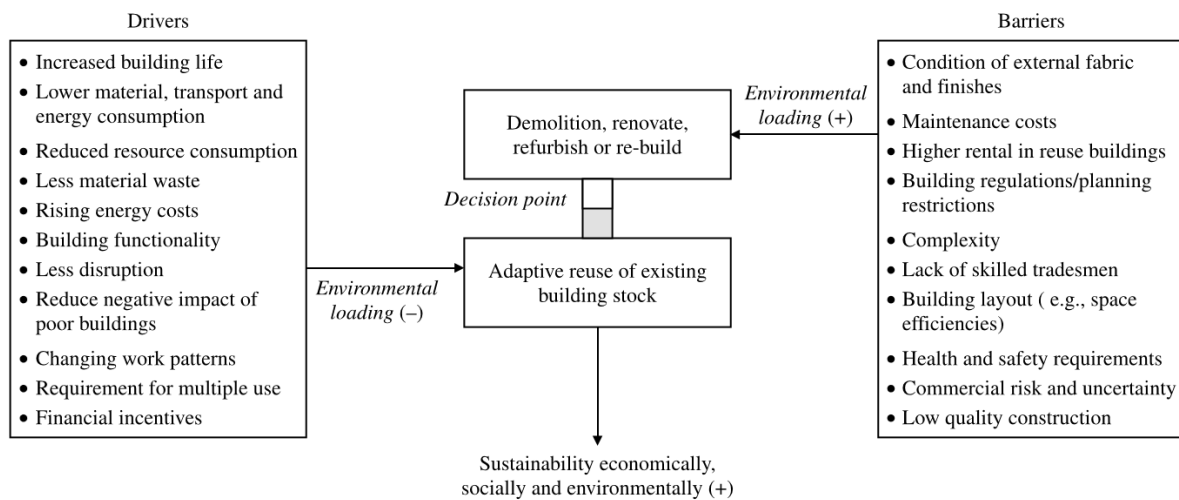 Drivers
• Increased building life
• Lower material, transport and
energy consumption
• Reduced resource consumption
• Less material waste
• Rising energy costs
• Building functionality
• Less disruption
• Reduce negative impact of
poor buildings
• Changing work patterns
• Requirement for multiple use
• Financial incentives
Environmental
loading (–)
Demolition, renovate,
refurbish or re-build
Decision point
Adaptive reuse of existing
building stock
Sustainability economically,
socially and environmentally (+)
Environmental
loading (+)
Barriers
• Condition of external fabric
and finishes
• Maintenance costs
• Higher rental in reuse buildings
• Building regulations/planning
restrictions
• Complexity
• Lack of skilled tradesmen
• Building layout ( e.g., space
efficiencies)
• Health and safety requirements
• Commercial risk and uncertainty
• Low quality construction